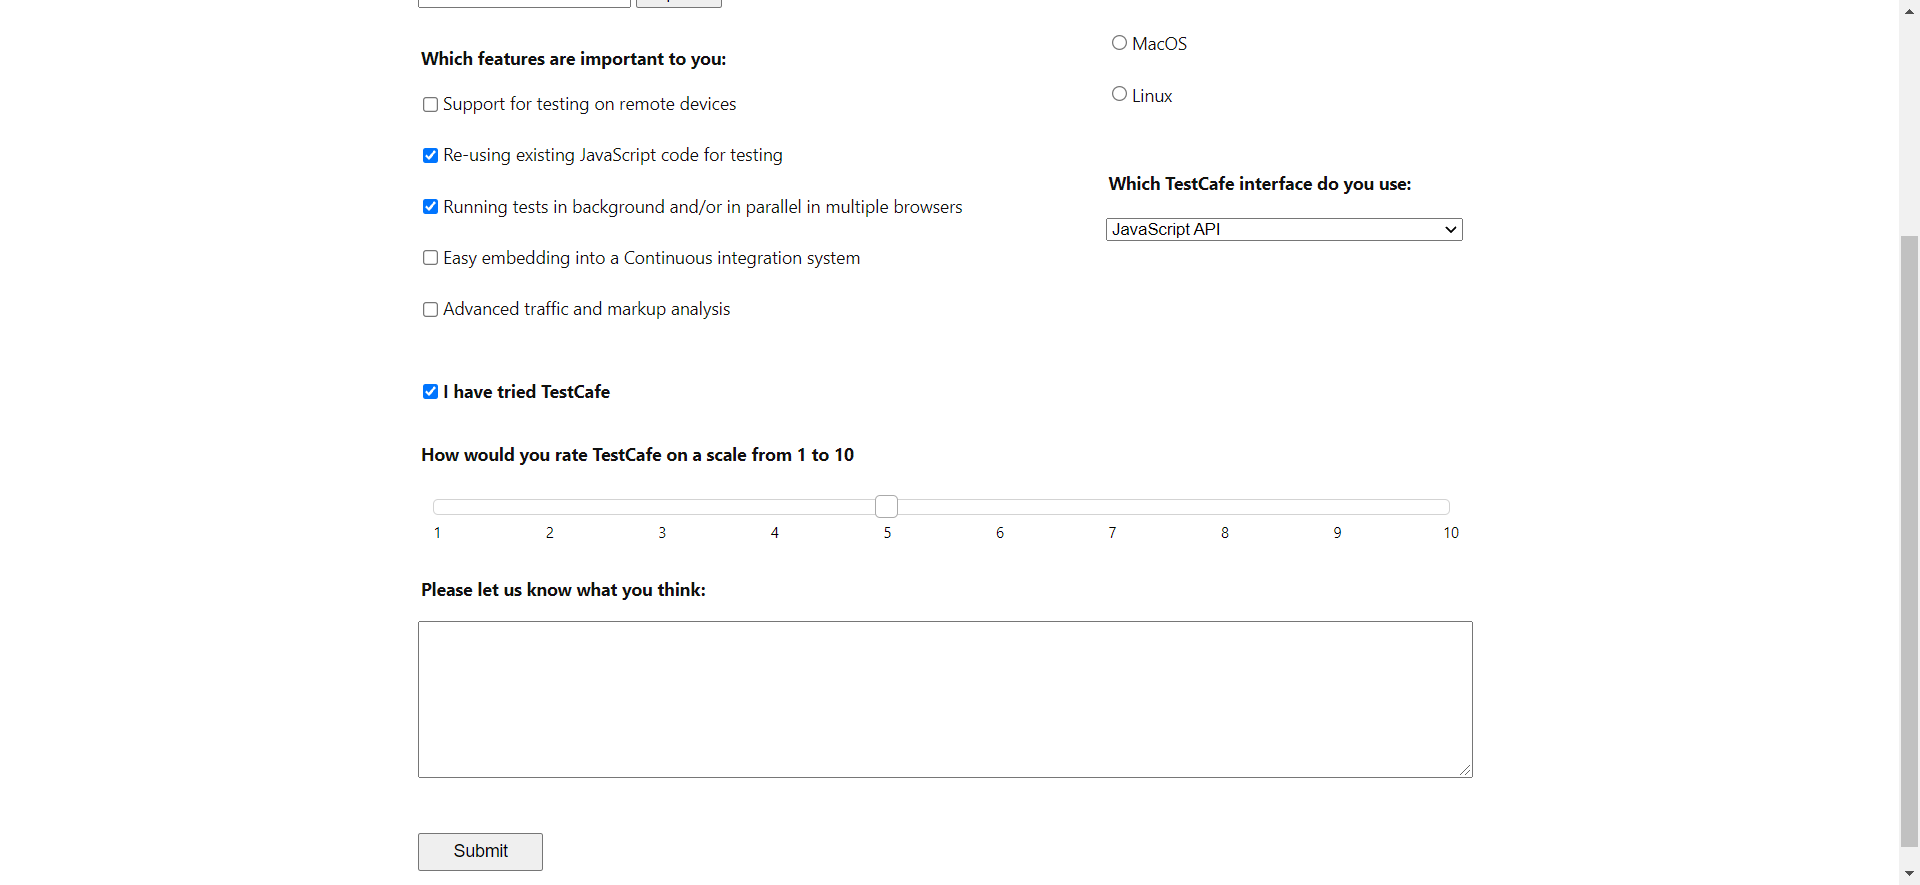 Which features are important to you:
Support for testing on remote devices
Re-using existing JavaScript code for testing
Running tests in background and/or in parallel in multiple browsers
Easy embedding into a Continuous integration system
Advanced traffic and markup analysis
MacOS
Linux
Which TestCafe interface do you use:
JavaScript API
I have tried TestCafe
How would you rate TestCafe on a scale from 1 to 10
1 2 3 4 5 6 7 8 9 10
Please let us know what you think:
Submit